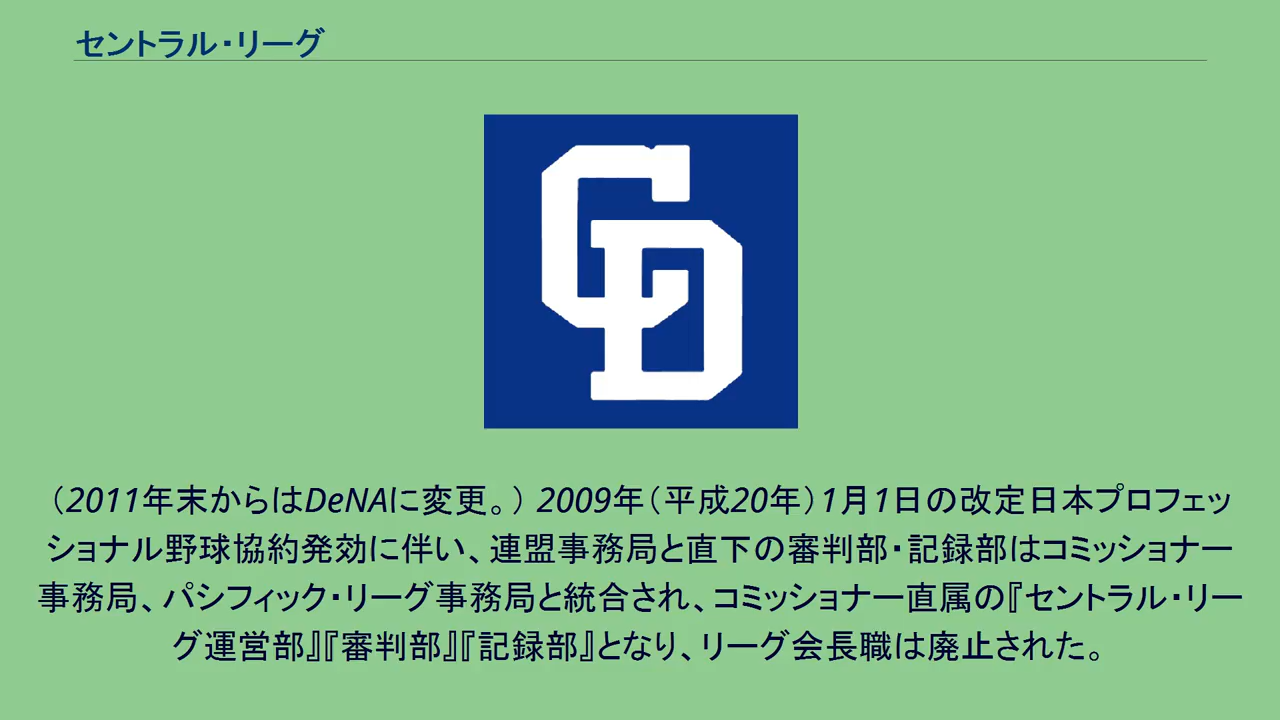 セントラル・リーグ
CD
（2011年末からはDeNAに変更。） 2009年（平成20年）1月1日の改定日本プロフェッ
ショナル野球協約発効に伴い、連盟事務局と直下の審判部・記録部はコミッショナー
事務局、パシフィック・リーグ事務局と統合され、コミッショナー直属の『セントラル・リー
グ運営部』『審判部』『記録部』となり、リーグ会長職は廃止された。